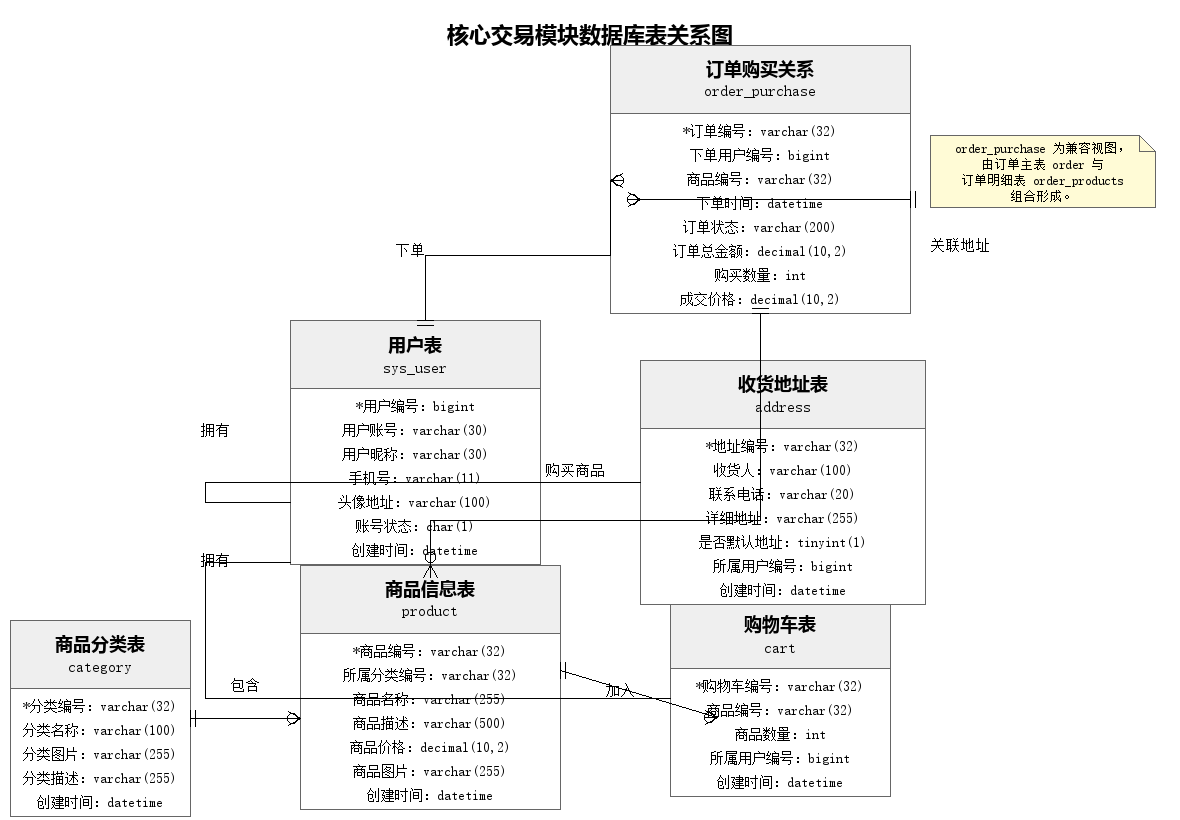 核心交易模块数据库表关系图
订单购买关系
order_purchase
*订单编号: varchar(32)
下单用户编号: bigint
商品编号: varchar(32)
下单时间: datetime
订单状态: varchar(200)
订单总金额: decimal(10,2)
购买数量: int
成交价格: decimal(10,2)
order_purchase 为兼容视图，
由订单主表 order 与
订单明细表 order_products
组合形成。
关联地址
下单
用户表
sys_user
*用户编号: bigint
用户账号: varchar(30)
用户昵称: varchar(30)
手机号: varchar(11)
头像地址: varchar(100)
账号状态: char(1)
创建时间: datetime
拥有
购买商品
收货地址表
address
*地址编号: varchar(32)
收货人: varchar(100)
联系电话: varchar(20)
详细地址: varchar(255)
是否默认地址: tinyint(1)
所属用户编号: bigint
创建时间: datetime
拥有
商品分类表
category
*分类编号: varchar(32)
分类名称: varchar(100)
分类图片: varchar(255)
分类描述: varchar(255)
创建时间: datetime
包含
商品信息表
product
*商品编号: varchar(32)
所属分类编号: varchar(32)
商品名称: varchar(255)
商品描述: varchar(500)
商品价格: decimal(10,2)
商品图片: varchar(255)
创建时间: datetime
加入
购物车表
cart
*购物车编号: varchar(32)
商品编号: varchar(32)
商品数量: int
所属用户编号: bigint
创建时间: datetime